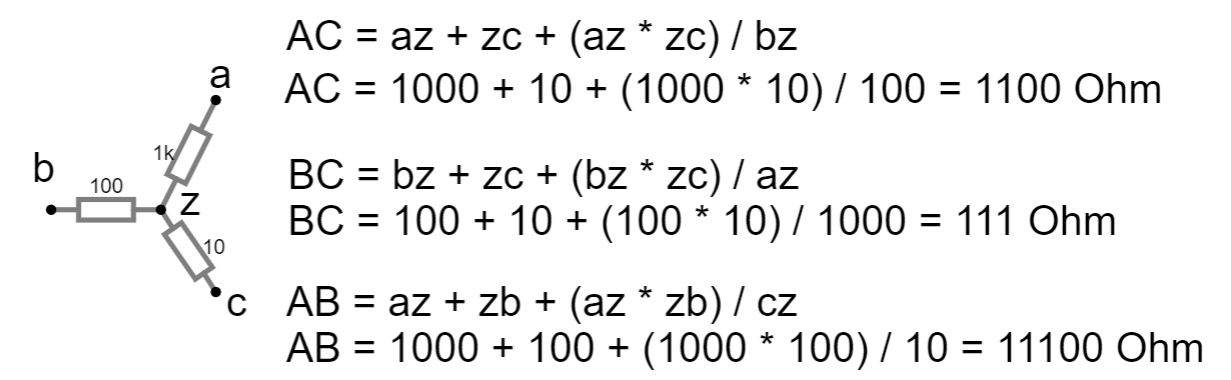 AC = az + zc + (az * zc) / bz
AC = 1000 + 10 + (1000 * 10) / 100 = 1100 Ohm
a
b
1k
100
z
10
c
BC = bz + zc + (bz * zc) / az
BC = 100 + 10 + (100 * 10) / 1000 = 111 Ohm
AB = az + zb + (az * zb) / cz
AB = 1000 + 100 + (1000 * 100) / 10 = 11100 Ohm